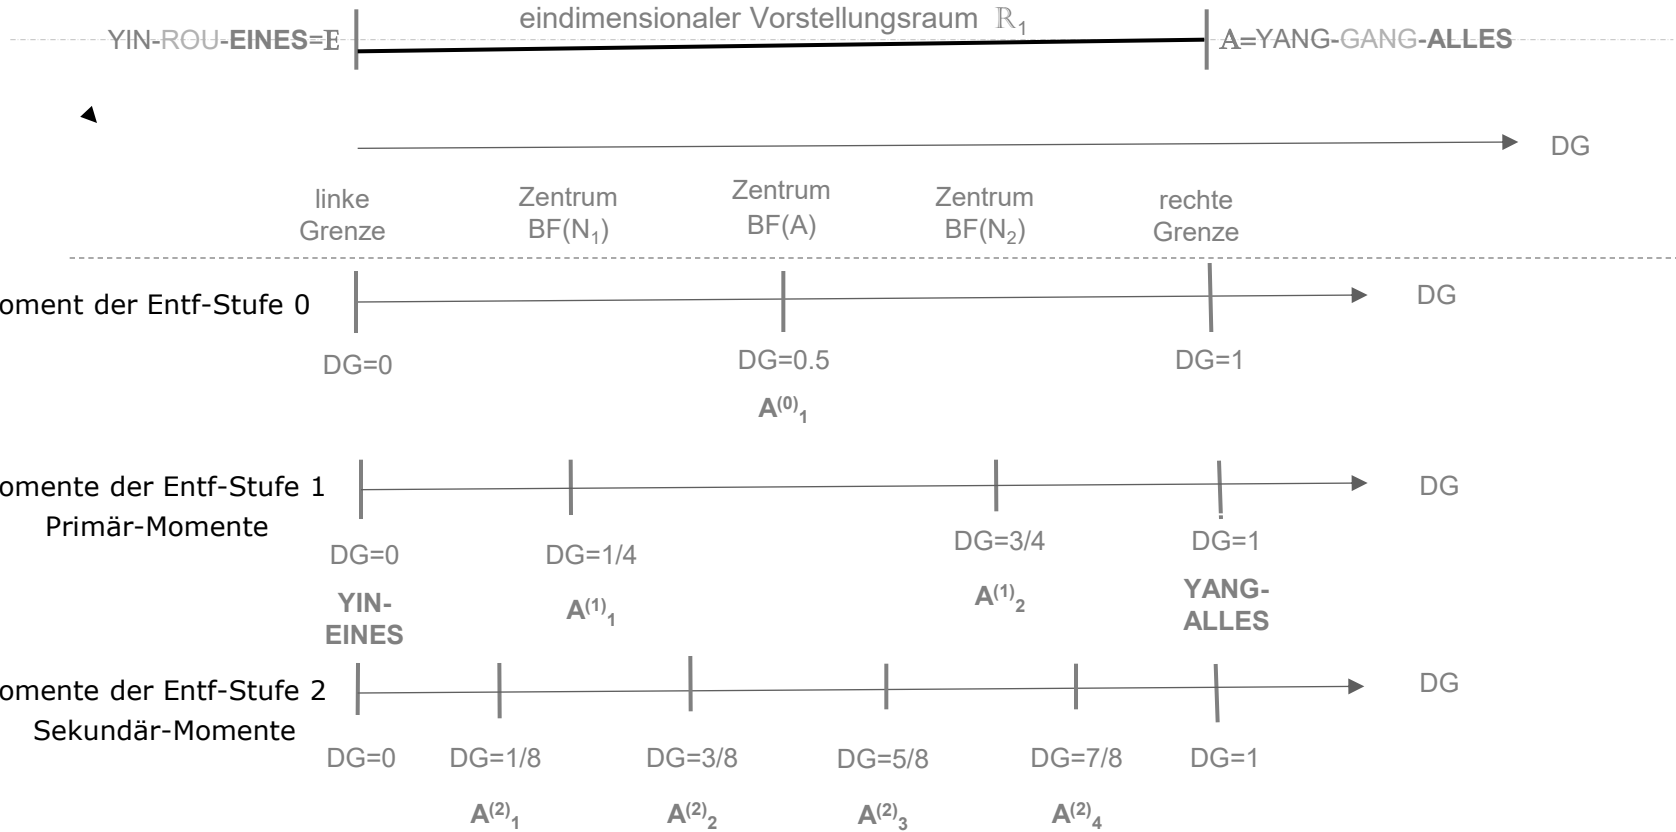 eindimensionaler Vorstellungsraum ℝ₁
YIN-ROU-EINES=E
A=YANG-GANG-ALLES
DG
linke Grenze
Zentrum BF(N₁)
Zentrum BF(A)
Zentrum BF(N₂)
rechte Grenze
oment der Entf-Stufe 0
DG
DG=0
DG=0.5
DG=1
A⁽⁰⁾₁
omente der Entf-Stufe 1
Primär-Momente
DG
DG=0
DG=1/4
DG=3/4
DG=1
YIN-
EINES
A⁽¹⁾₁
A⁽¹⁾₂
YANG-
ALLES
omente der Entf-Stufe 2
Sekundär-Momente
DG
DG=0
DG=1/8
DG=3/8
DG=5/8
DG=7/8
DG=1
A⁽²⁾₁
A⁽²⁾₂
A⁽²⁾₃
A⁽²⁾₄